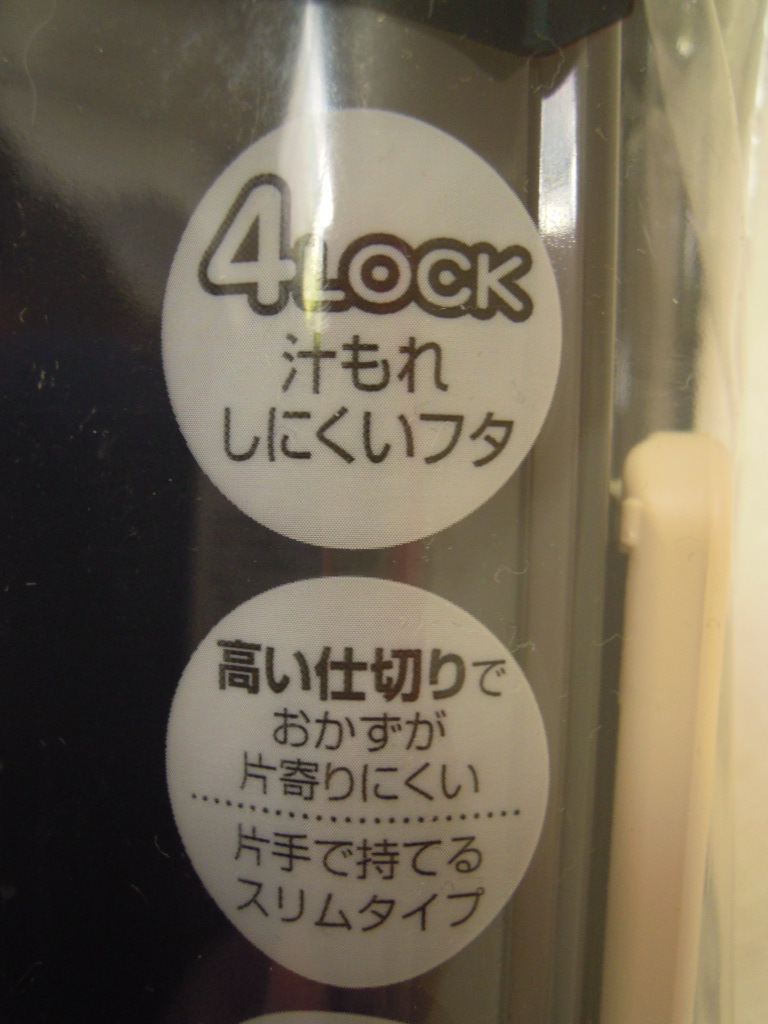 4LOCK
汁もれ
しにくいフタ
高い仕切りで
おかずが
片寄りにくい
片手で持てる
スリムタイプ